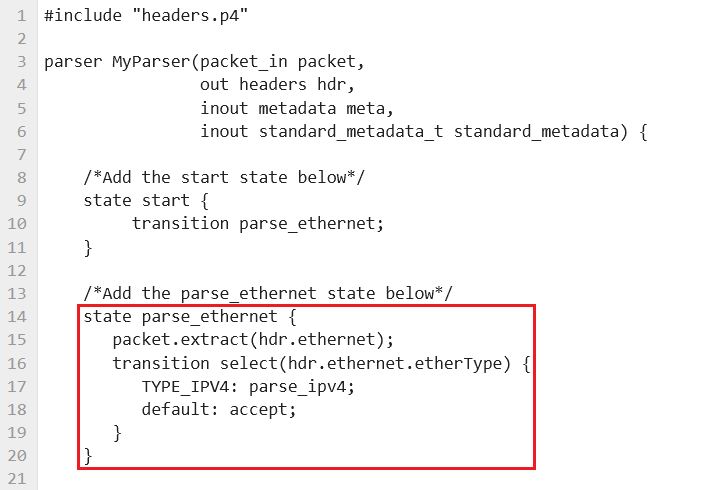 1 #include "headers.p4"
2
3 parser MyParser(packet_in packet,
4                 out headers hdr,
5                 inout metadata meta,
6                 inout standard_metadata_t standard_metadata) {
7
8     /*Add the start state below*/
9     state start {
10          transition parse_ethernet;
11     }
12
13     /*Add the parse_ethernet state below*/
14     state parse_ethernet {
15        packet.extract(hdr.ethernet);
16        transition select(hdr.ethernet.etherType) {
17           TYPE_IPV4: parse_ipv4;
18           default: accept;
19        }
20     }
21